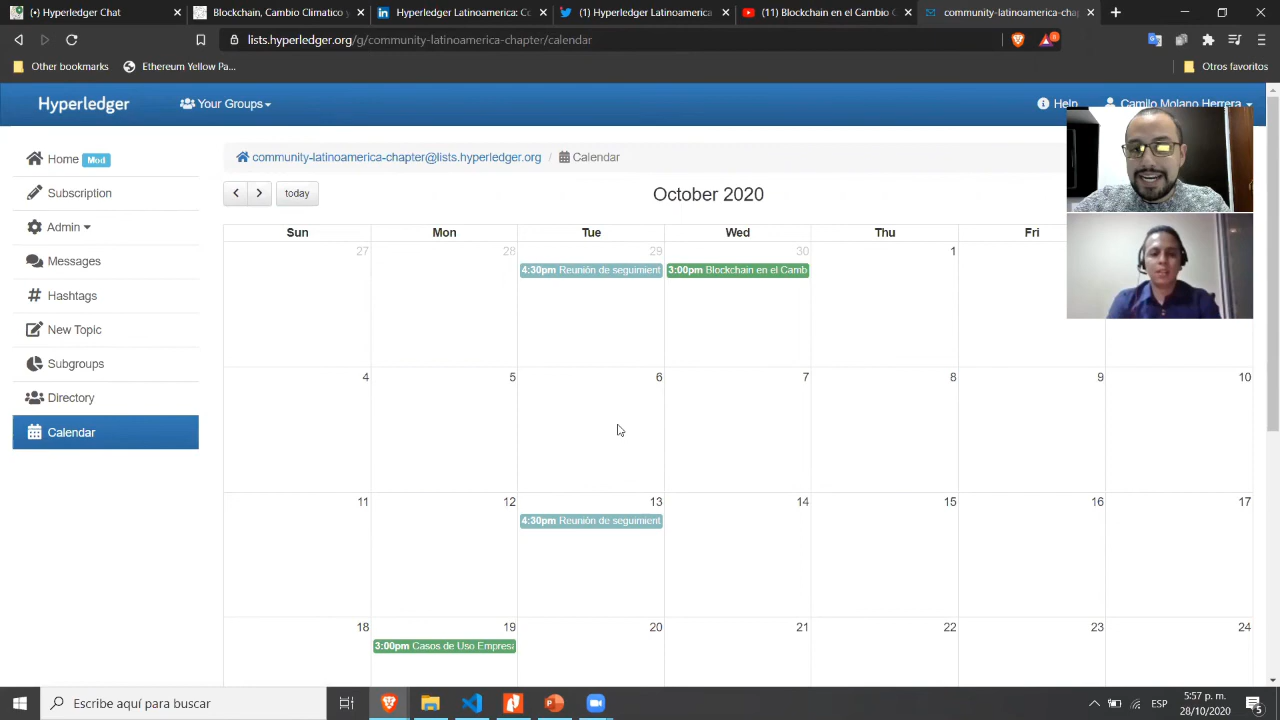 (•) Hyperledger Chat
Blockchain, Cambio Climatico y
Hyperledger Latinoamerica: Co
(1) Hyperledger Latinoamerica
(11) Blockchain en el Cambio C
community-latinoamerica-chap
lists.hyperledger.org/g/community-latinoamerica-chapter/calendar
Other bookmarks
Ethereum Yellow Pa...
Otros favoritos
Hyperledger
Your Groups
Help
Camilo Molano Herrera
Home Mod
Subscription
Admin
Messages
Hashtags
New Topic
Subgroups
Directory
Calendar
community-latinoamerica-chapter@lists.hyperledger.org / Calendar
today
October 2020
Sun Mon Tue Wed Thu Fri
27 28 29 30 1
4:30pm Reunión de seguimient
3:00pm Blockchain en el Camb
4 5 6 7 8 9 10
11 12 13 14 15 16 17
4:30pm Reunión de seguimient
18 19 20 21 22 23 24
3:00pm Casos de Uso Empresa
Escribe aquí para buscar
ESP
5:57 p. m.
28/10/2020
5